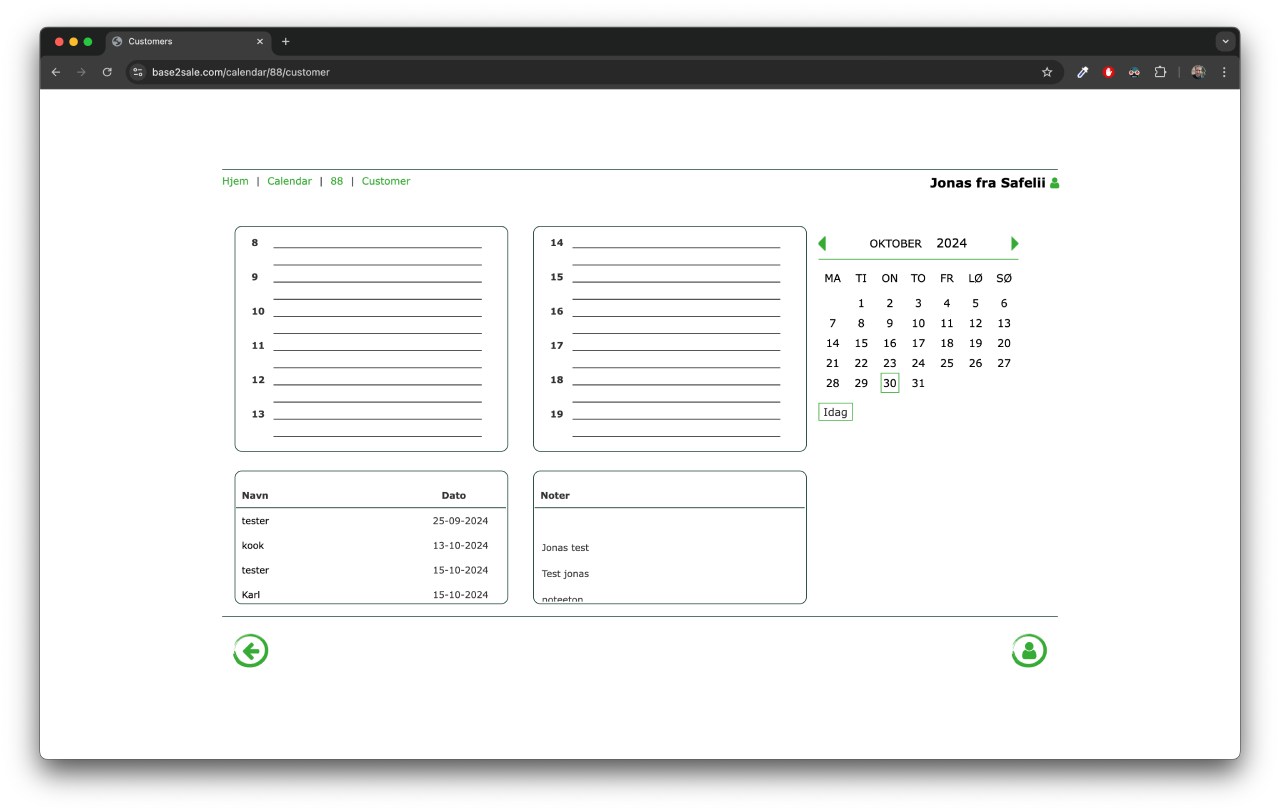 Customers
base2sale.com/calendar/88/customer
Hjem | Calendar | 88 | Customer
Jonas fra Safelii
8
9
10
11
12
13
14
15
16
17
18
19
OKTOBER 2024
MA TI ON TO FR LØ SØ
1 2 3 4 5 6
7 8 9 10 11 12 13
14 15 16 17 18 19 20
21 22 23 24 25 26 27
28 29 30 31
Idag
Navn Dato
tester 25-09-2024
kook 13-10-2024
tester 15-10-2024
Karl 15-10-2024
Noter
Jonas test
Test jonas